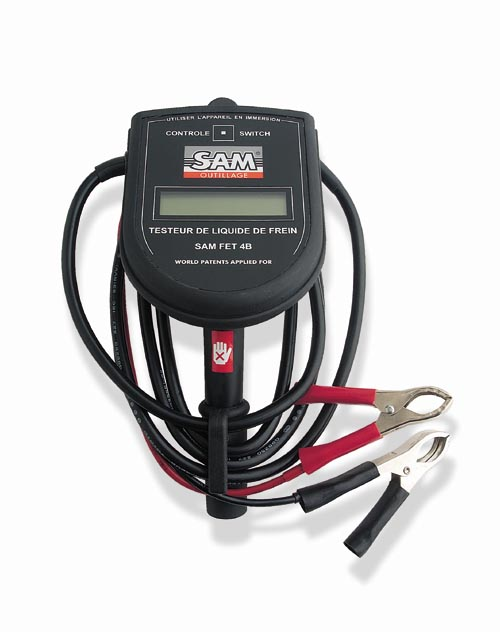 UTILISER L'APPAREIL EN IMMERSION
CONTROLE SWITCH
SAM®
OUTILLAGE
TESTEUR DE LIQUIDE DE FREIN
SAM FET 4B
WORLD PATENTS APPLIED FOR